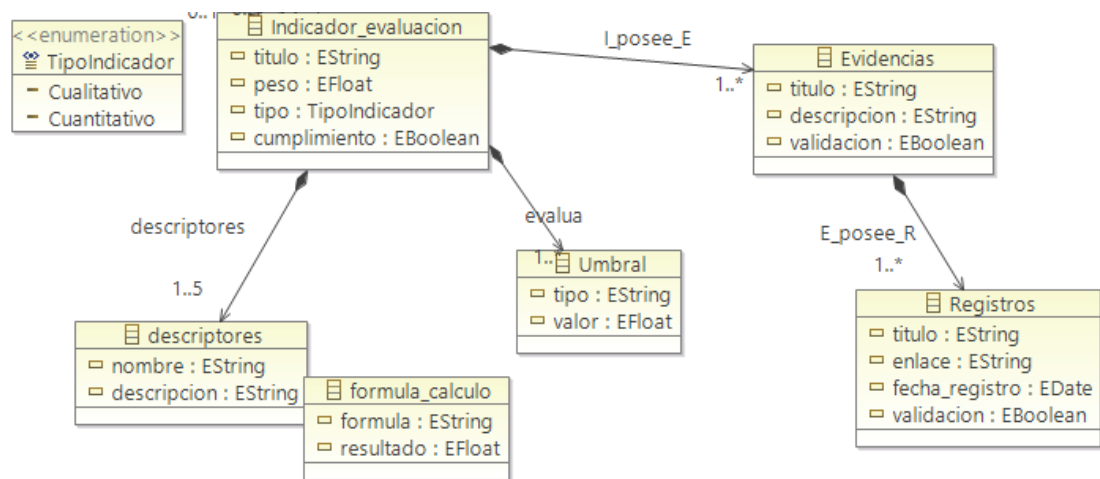 <<enumeration>>
TipoIndicador
Cualitativo
Cuantitativo
Indicador_evaluacion
titulo : EString
peso : EFloat
tipo : TipoIndicador
cumplimiento : EBoolean
I_posee_E
1..*
Evidencias
titulo : EString
descripcion : EString
validacion : EBoolean
descriptores
1..5
evalua
1..
Umbral
tipo : EString
valor : EFloat
E_posee_R
1..*
Registros
titulo : EString
enlace : EString
fecha_registro : EDate
validacion : EBoolean
descriptores
nombre : EString
descripcion : EString
formula_calculo
formula : EString
resultado : EFloat